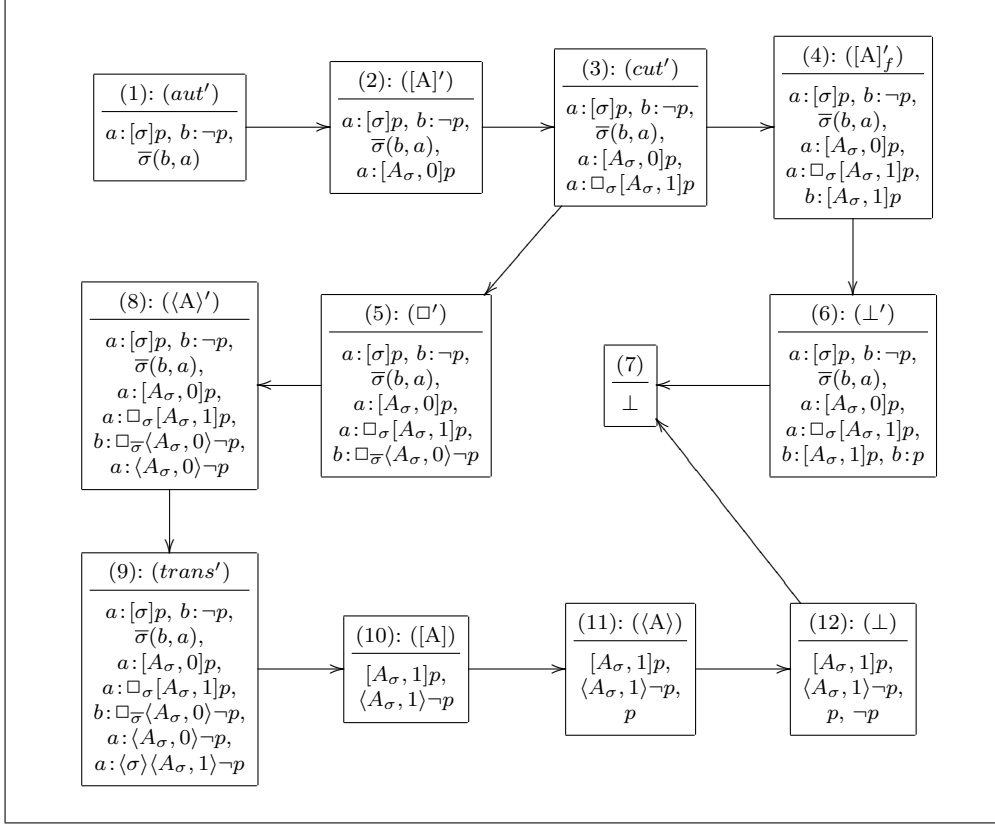 (1): (aut′)
a:[σ]p, b:¬p,
σ̅(b, a)
(2): ([A]′)
a:[σ]p, b:¬p,
σ̅(b, a),
a:[A_σ, 0]p
(3): (cut′)
a:[σ]p, b:¬p,
σ̅(b, a),
a:[A_σ, 0]p,
a:□_σ[A_σ, 1]p
(4): ([A]′_f)
a:[σ]p, b:¬p,
σ̅(b, a),
a:[A_σ, 0]p,
a:□_σ[A_σ, 1]p,
b:[A_σ, 1]p
(8): (⟨A⟩′)
a:[σ]p, b:¬p,
σ̅(b, a),
a:[A_σ, 0]p,
a:□_σ[A_σ, 1]p,
b:□_σ̅⟨A_σ, 0⟩¬p,
a:⟨A_σ, 0⟩¬p
(5): (□′)
a:[σ]p, b:¬p,
σ̅(b, a),
a:[A_σ, 0]p,
a:□_σ[A_σ, 1]p,
b:□_σ̅⟨A_σ, 0⟩¬p
(7)
⊥
(6): (⊥′)
a:[σ]p, b:¬p,
σ̅(b, a),
a:[A_σ, 0]p,
a:□_σ[A_σ, 1]p,
b:[A_σ, 1]p, b:p
(9): (trans′)
a:[σ]p, b:¬p,
σ̅(b, a),
a:[A_σ, 0]p,
a:□_σ[A_σ, 1]p,
b:□_σ̅⟨A_σ, 0⟩¬p,
a:⟨A_σ, 0⟩¬p,
a:⟨σ⟩⟨A_σ, 1⟩¬p
(10): ([A])
[A_σ, 1]p,
⟨A_σ, 1⟩¬p
(11): (⟨A⟩)
[A_σ, 1]p,
⟨A_σ, 1⟩¬p,
p
(12): (⊥)
[A_σ, 1]p,
⟨A_σ, 1⟩¬p,
p, ¬p